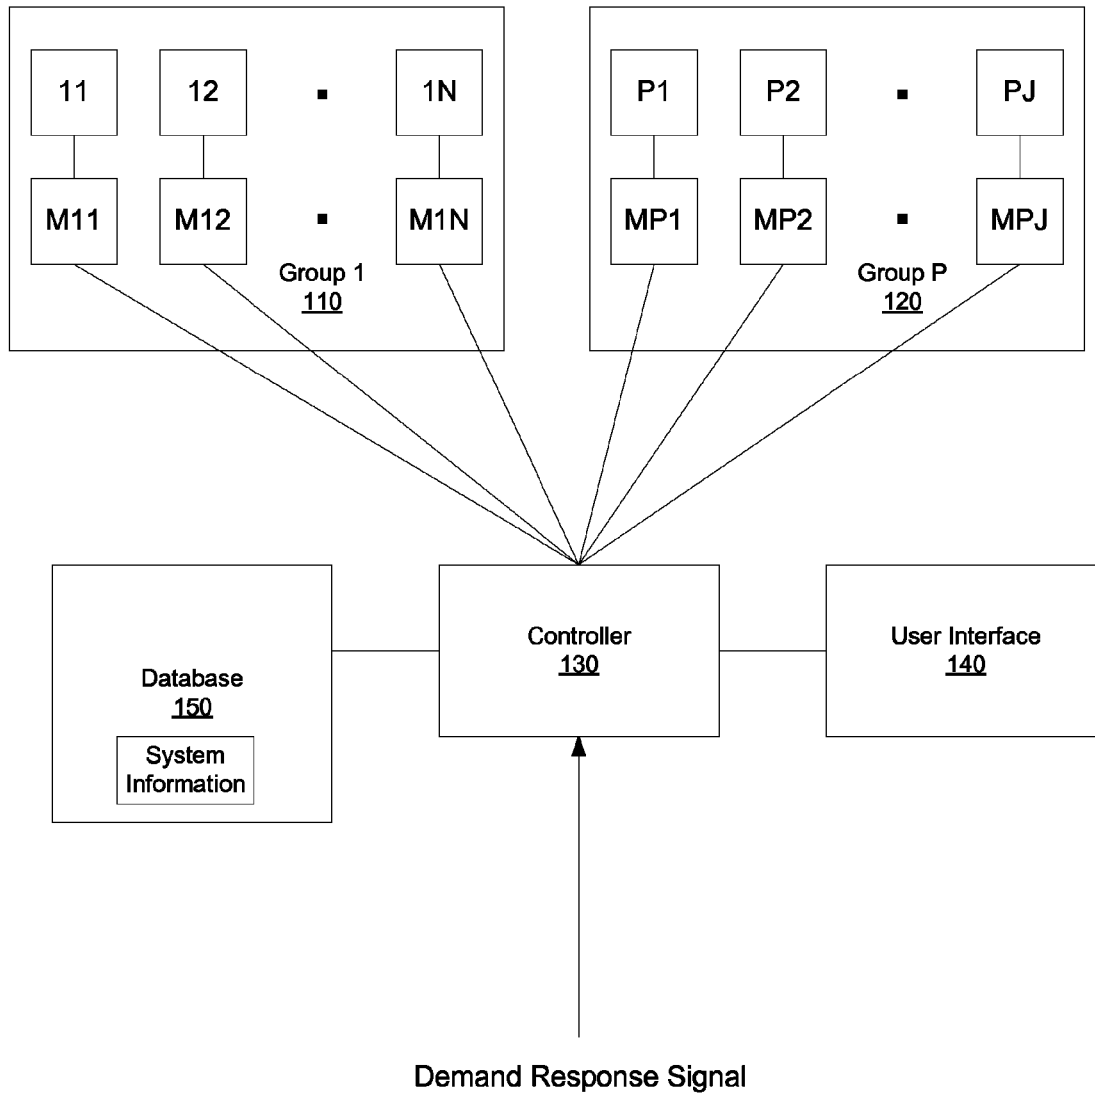 11 12 1N P1 P2 PJ
M11 M12 M1N MP1 MP2 MPJ
Group 1
110
Group P
120
Database
150
System
Information
Controller
130
User Interface
140
Demand Response Signal